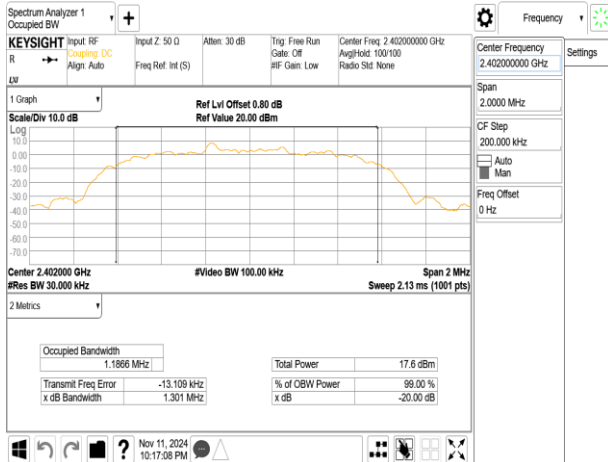 Spectrum Analyzer 1
Occupied BW
Frequency
KEYSIGHT
R
LXI
Input: RF
Coupling: DC
Align: Auto
Input Z: 50 Ω
Freq Ref: Int (S)
Atten: 30 dB
Trig: Free Run
Gate: Off
#IF Gain: Low
Center Freq: 2.402000000 GHz
Avg|Hold: 100/100
Radio Std: None
Center Frequency
2.402000000 GHz
Settings
Span
2.0000 MHz
CF Step
200.000 kHz
Auto
Man
Freq Offset
0 Hz
1 Graph
Scale/Div 10.0 dB
Ref Lvl Offset 0.80 dB
Ref Value 20.00 dBm
Log
10.0
0.00
-10.0
-20.0
-30.0
-40.0
-50.0
-60.0
-70.0
Center 2.402000 GHz
#Video BW 100.00 kHz
Span 2 MHz
#Res BW 30.000 kHz
Sweep 2.13 ms (1001 pts)
2 Metrics
Occupied Bandwidth
1.1866 MHz
Total Power 17.6 dBm
Transmit Freq Error -13.109 kHz
% of OBW Power 99.00 %
x dB Bandwidth 1.301 MHz
x dB -20.00 dB
Nov 11, 2024
10:17:08 PM